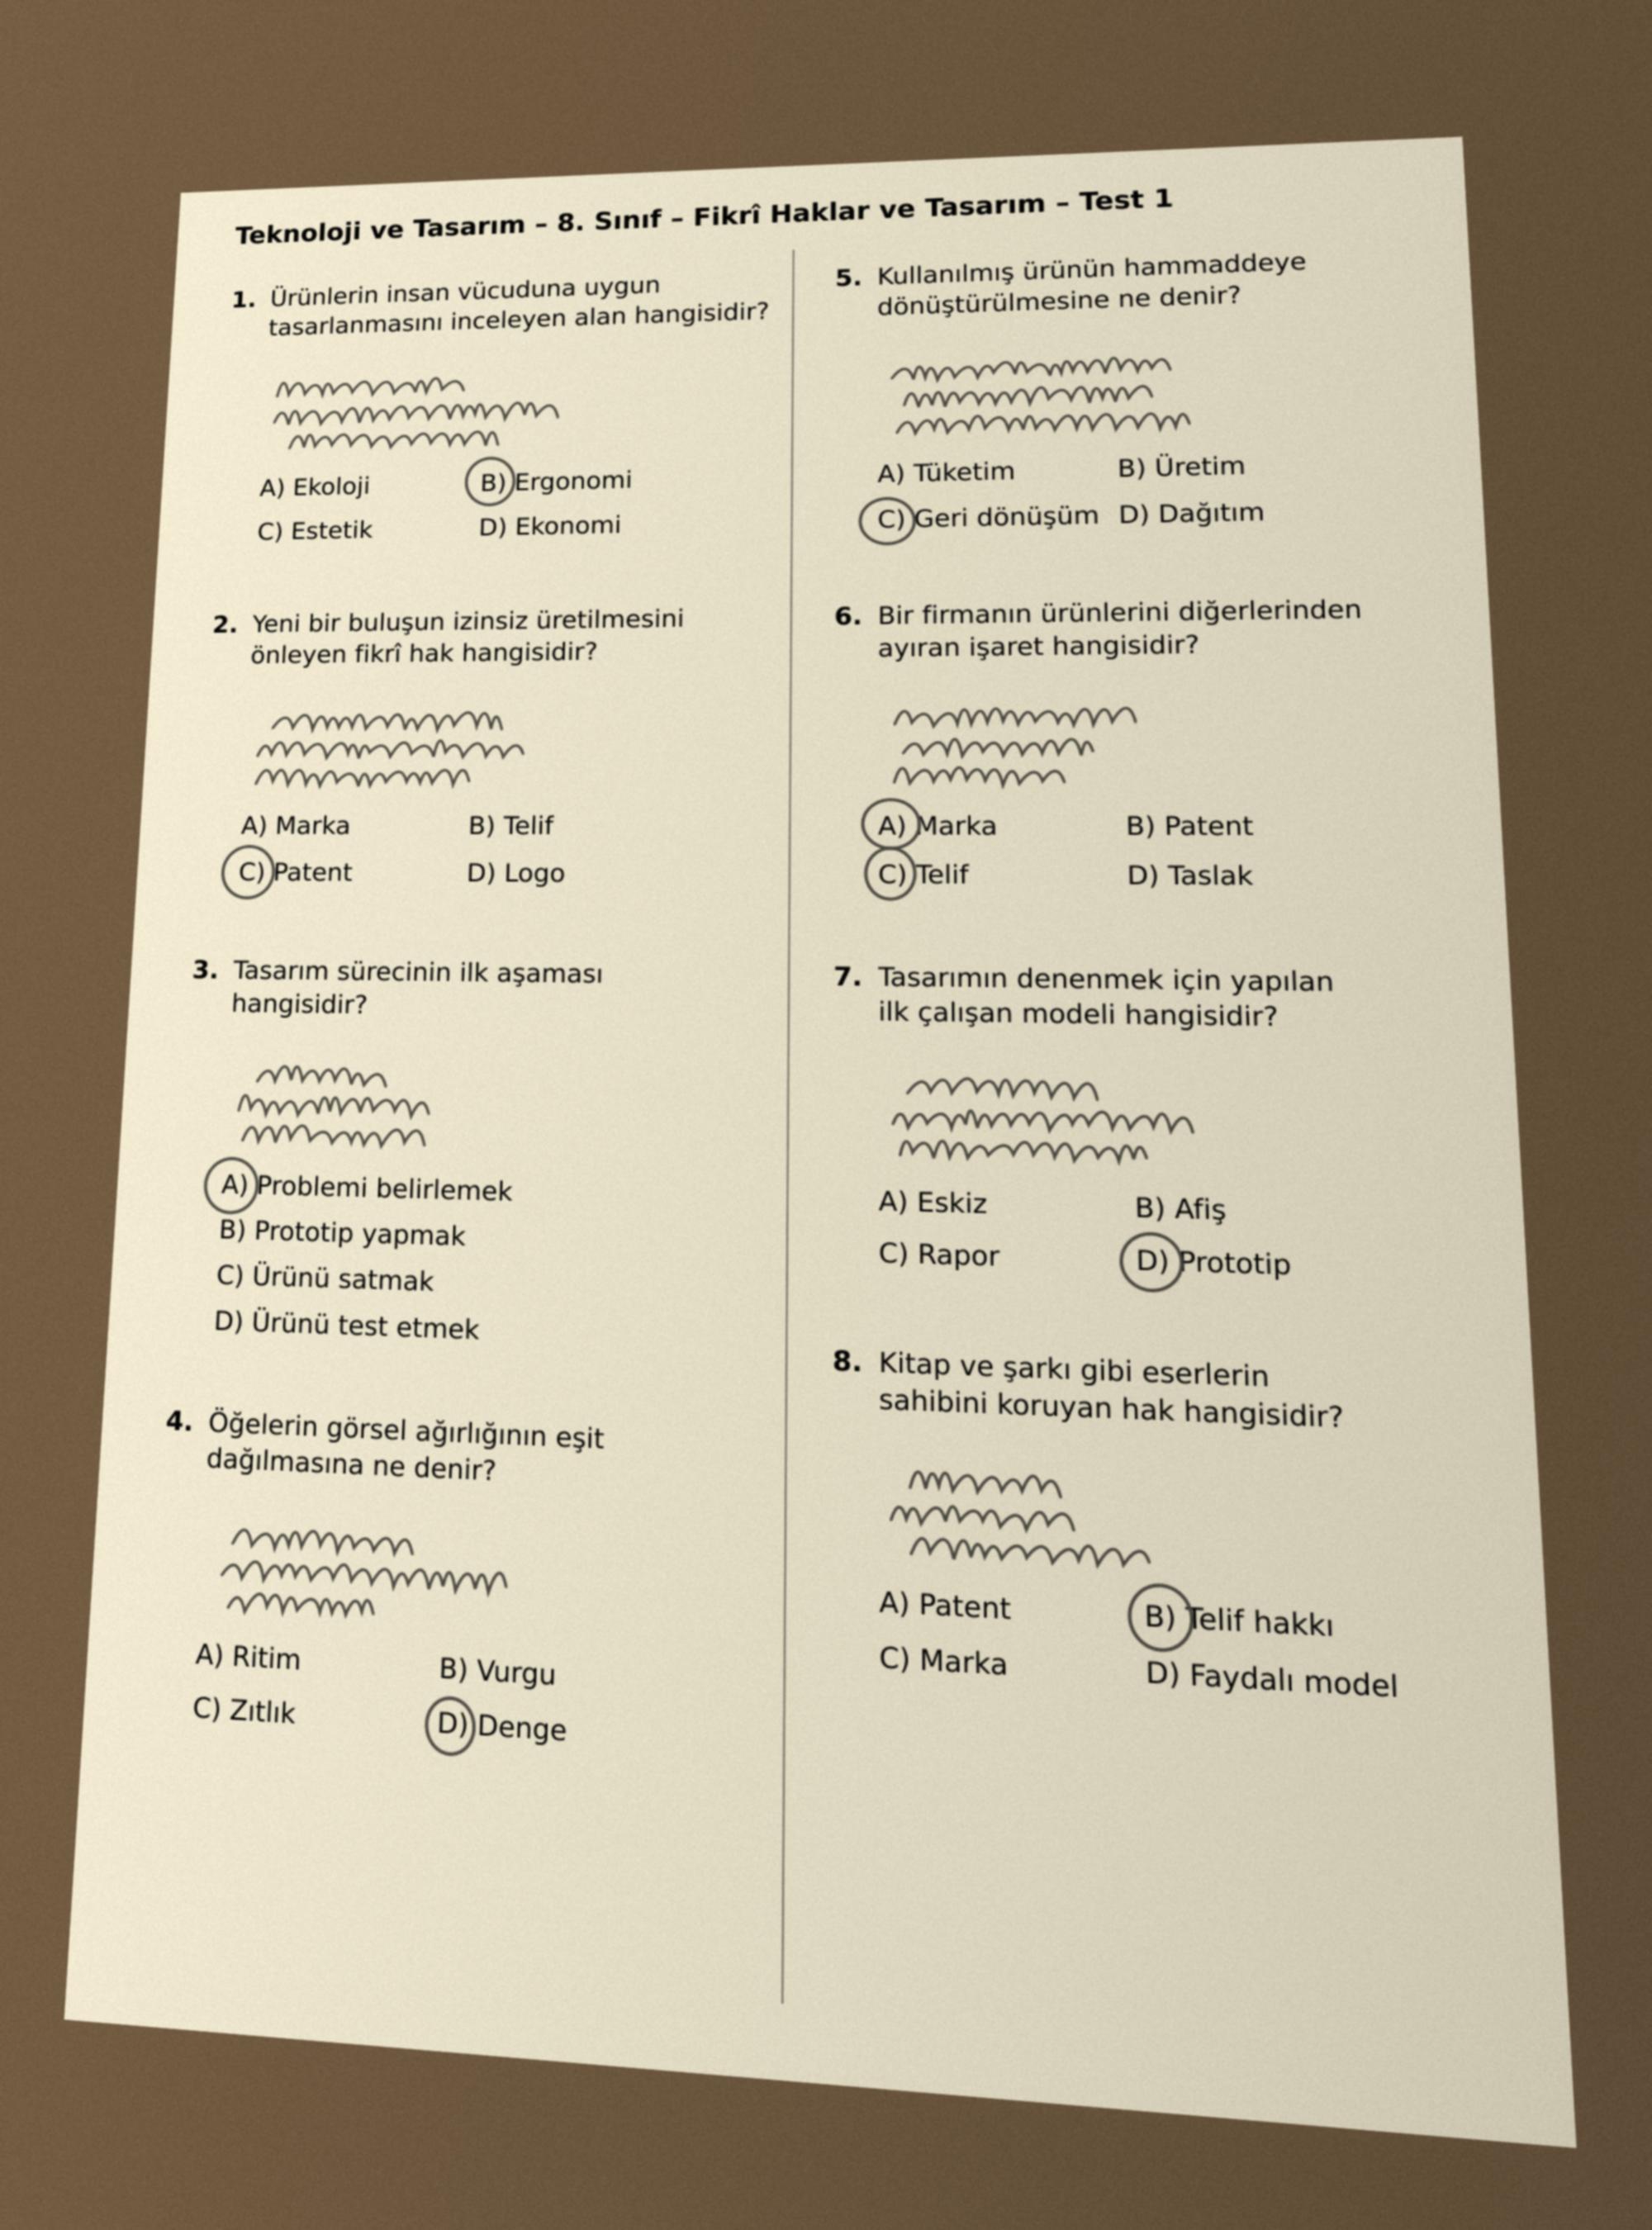 Teknoloji ve Tasarım – 8. Sınıf – Fikrî Haklar ve Tasarım – Test 1
1. Ürünlerin insan vücuduna uygun
tasarlanmasını inceleyen alan hangisidir?
A) Ekoloji B) Ergonomi
C) Estetik D) Ekonomi
2. Yeni bir buluşun izinsiz üretilmesini
önleyen fikrî hak hangisidir?
A) Marka B) Telif
C) Patent D) Logo
3. Tasarım sürecinin ilk aşaması
hangisidir?
A) Problemi belirlemek
B) Prototip yapmak
C) Ürünü satmak
D) Ürünü test etmek
4. Öğelerin görsel ağırlığının eşit
dağılmasına ne denir?
A) Ritim B) Vurgu
C) Zıtlık D) Denge
5. Kullanılmış ürünün hammaddeye
dönüştürülmesine ne denir?
A) Tüketim B) Üretim
C) Geri dönüşüm D) Dağıtım
6. Bir firmanın ürünlerini diğerlerinden
ayıran işaret hangisidir?
A) Marka B) Patent
C) Telif D) Taslak
7. Tasarımın denenmek için yapılan
ilk çalışan modeli hangisidir?
A) Eskiz B) Afiş
C) Rapor D) Prototip
8. Kitap ve şarkı gibi eserlerin
sahibini koruyan hak hangisidir?
A) Patent B) Telif hakkı
C) Marka D) Faydalı model